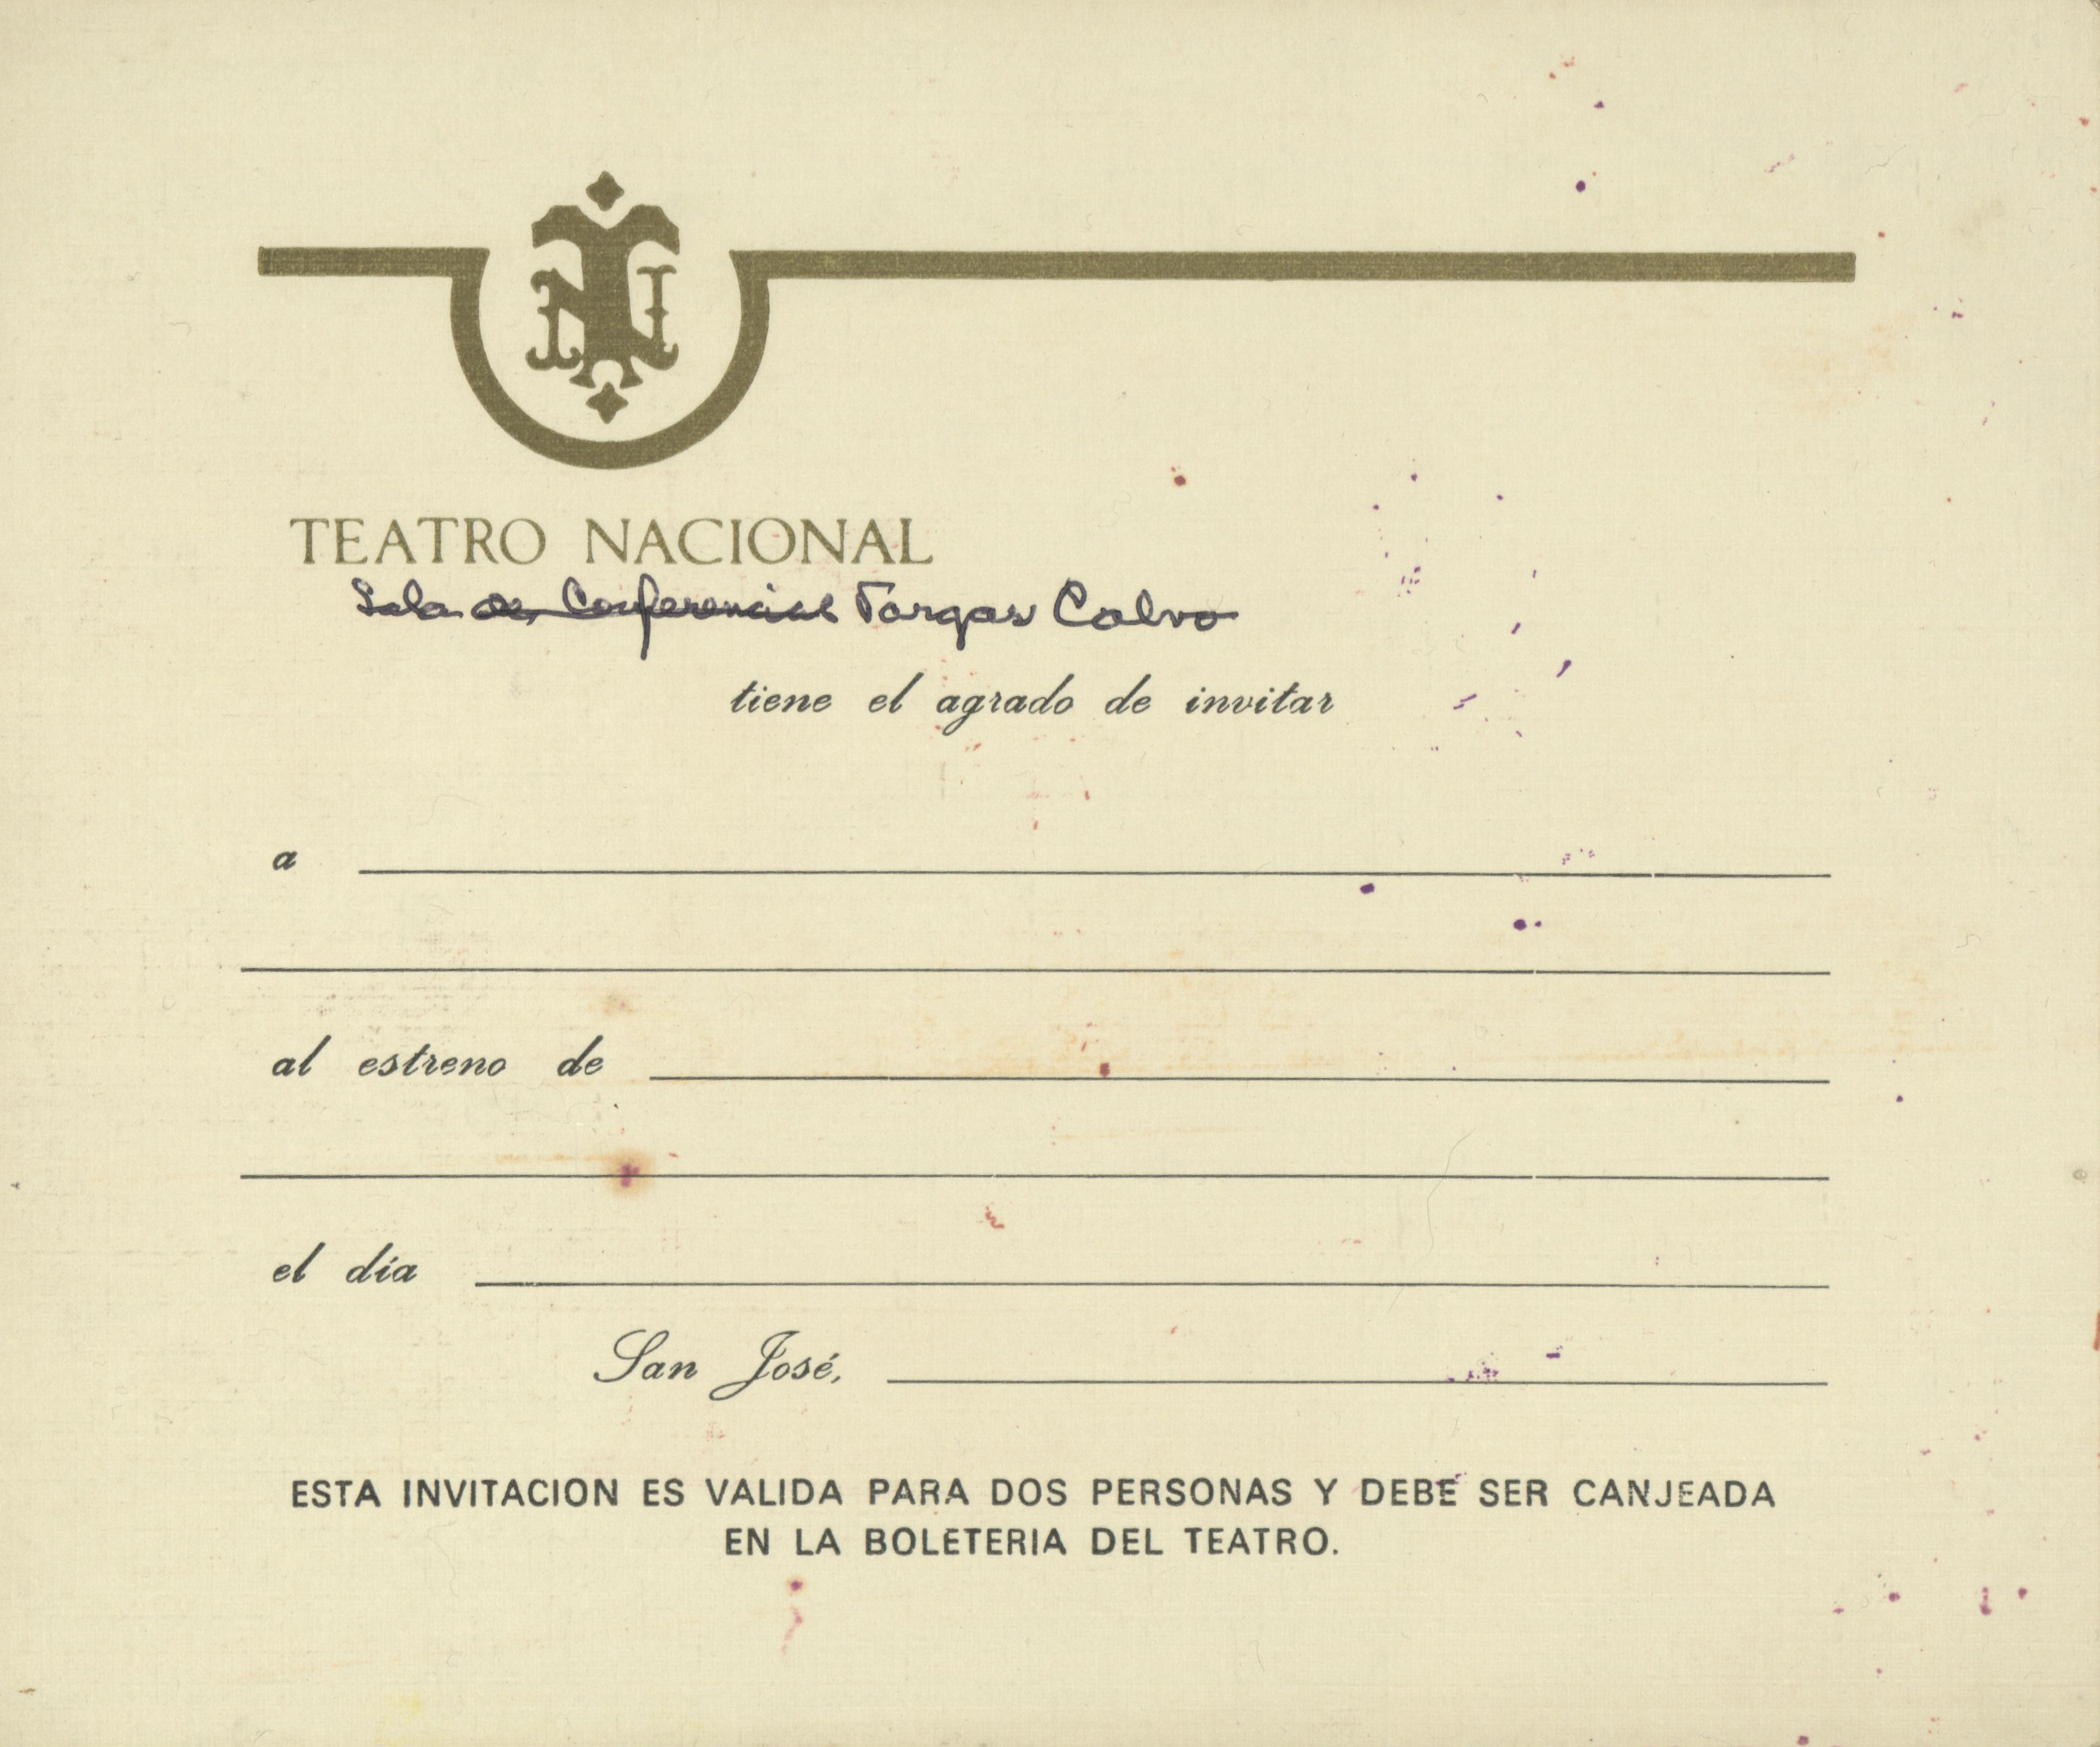 TN
TEATRO NACIONAL
Sala de Conferencias Vargas Calvo
tiene el agrado de invitar
a
al estreno de
el día
San José,
ESTA INVITACION ES VALIDA PARA DOS PERSONAS Y DEBE SER CANJEADA
EN LA BOLETERIA DEL TEATRO.